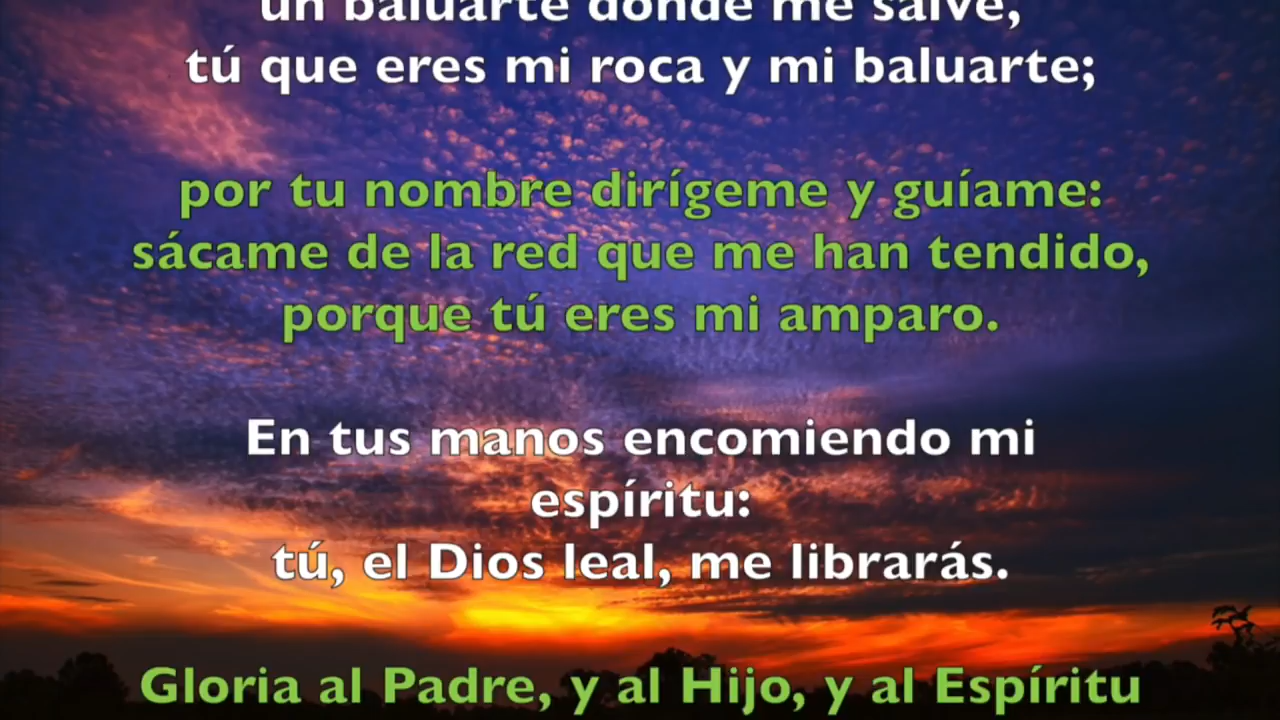 un baluarte donde me salve,
tú que eres mi roca y mi baluarte;
por tu nombre dirígeme y guíame:
sácame de la red que me han tendido,
porque tú eres mi amparo.
En tus manos encomiendo mi
espíritu:
tú, el Dios leal, me librarás.
Gloria al Padre, y al Hijo, y al Espíritu